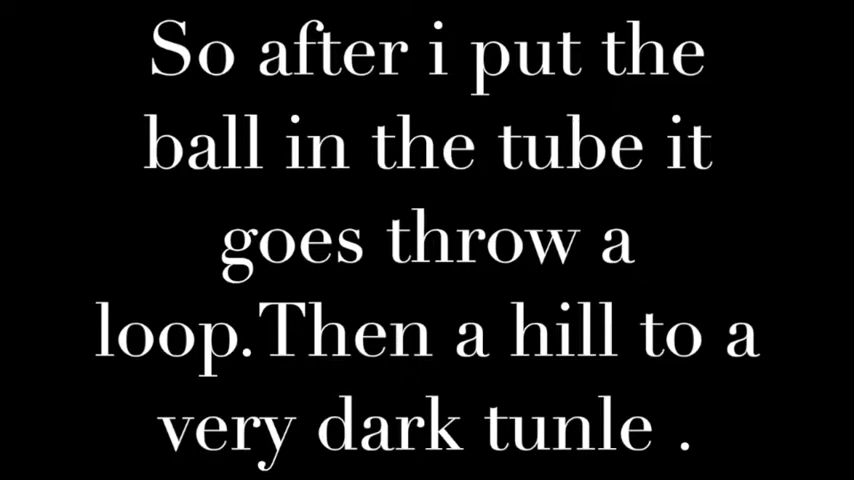 So after i put the
ball in the tube it
goes throw a
loop.Then a hill to a
very dark tunle .